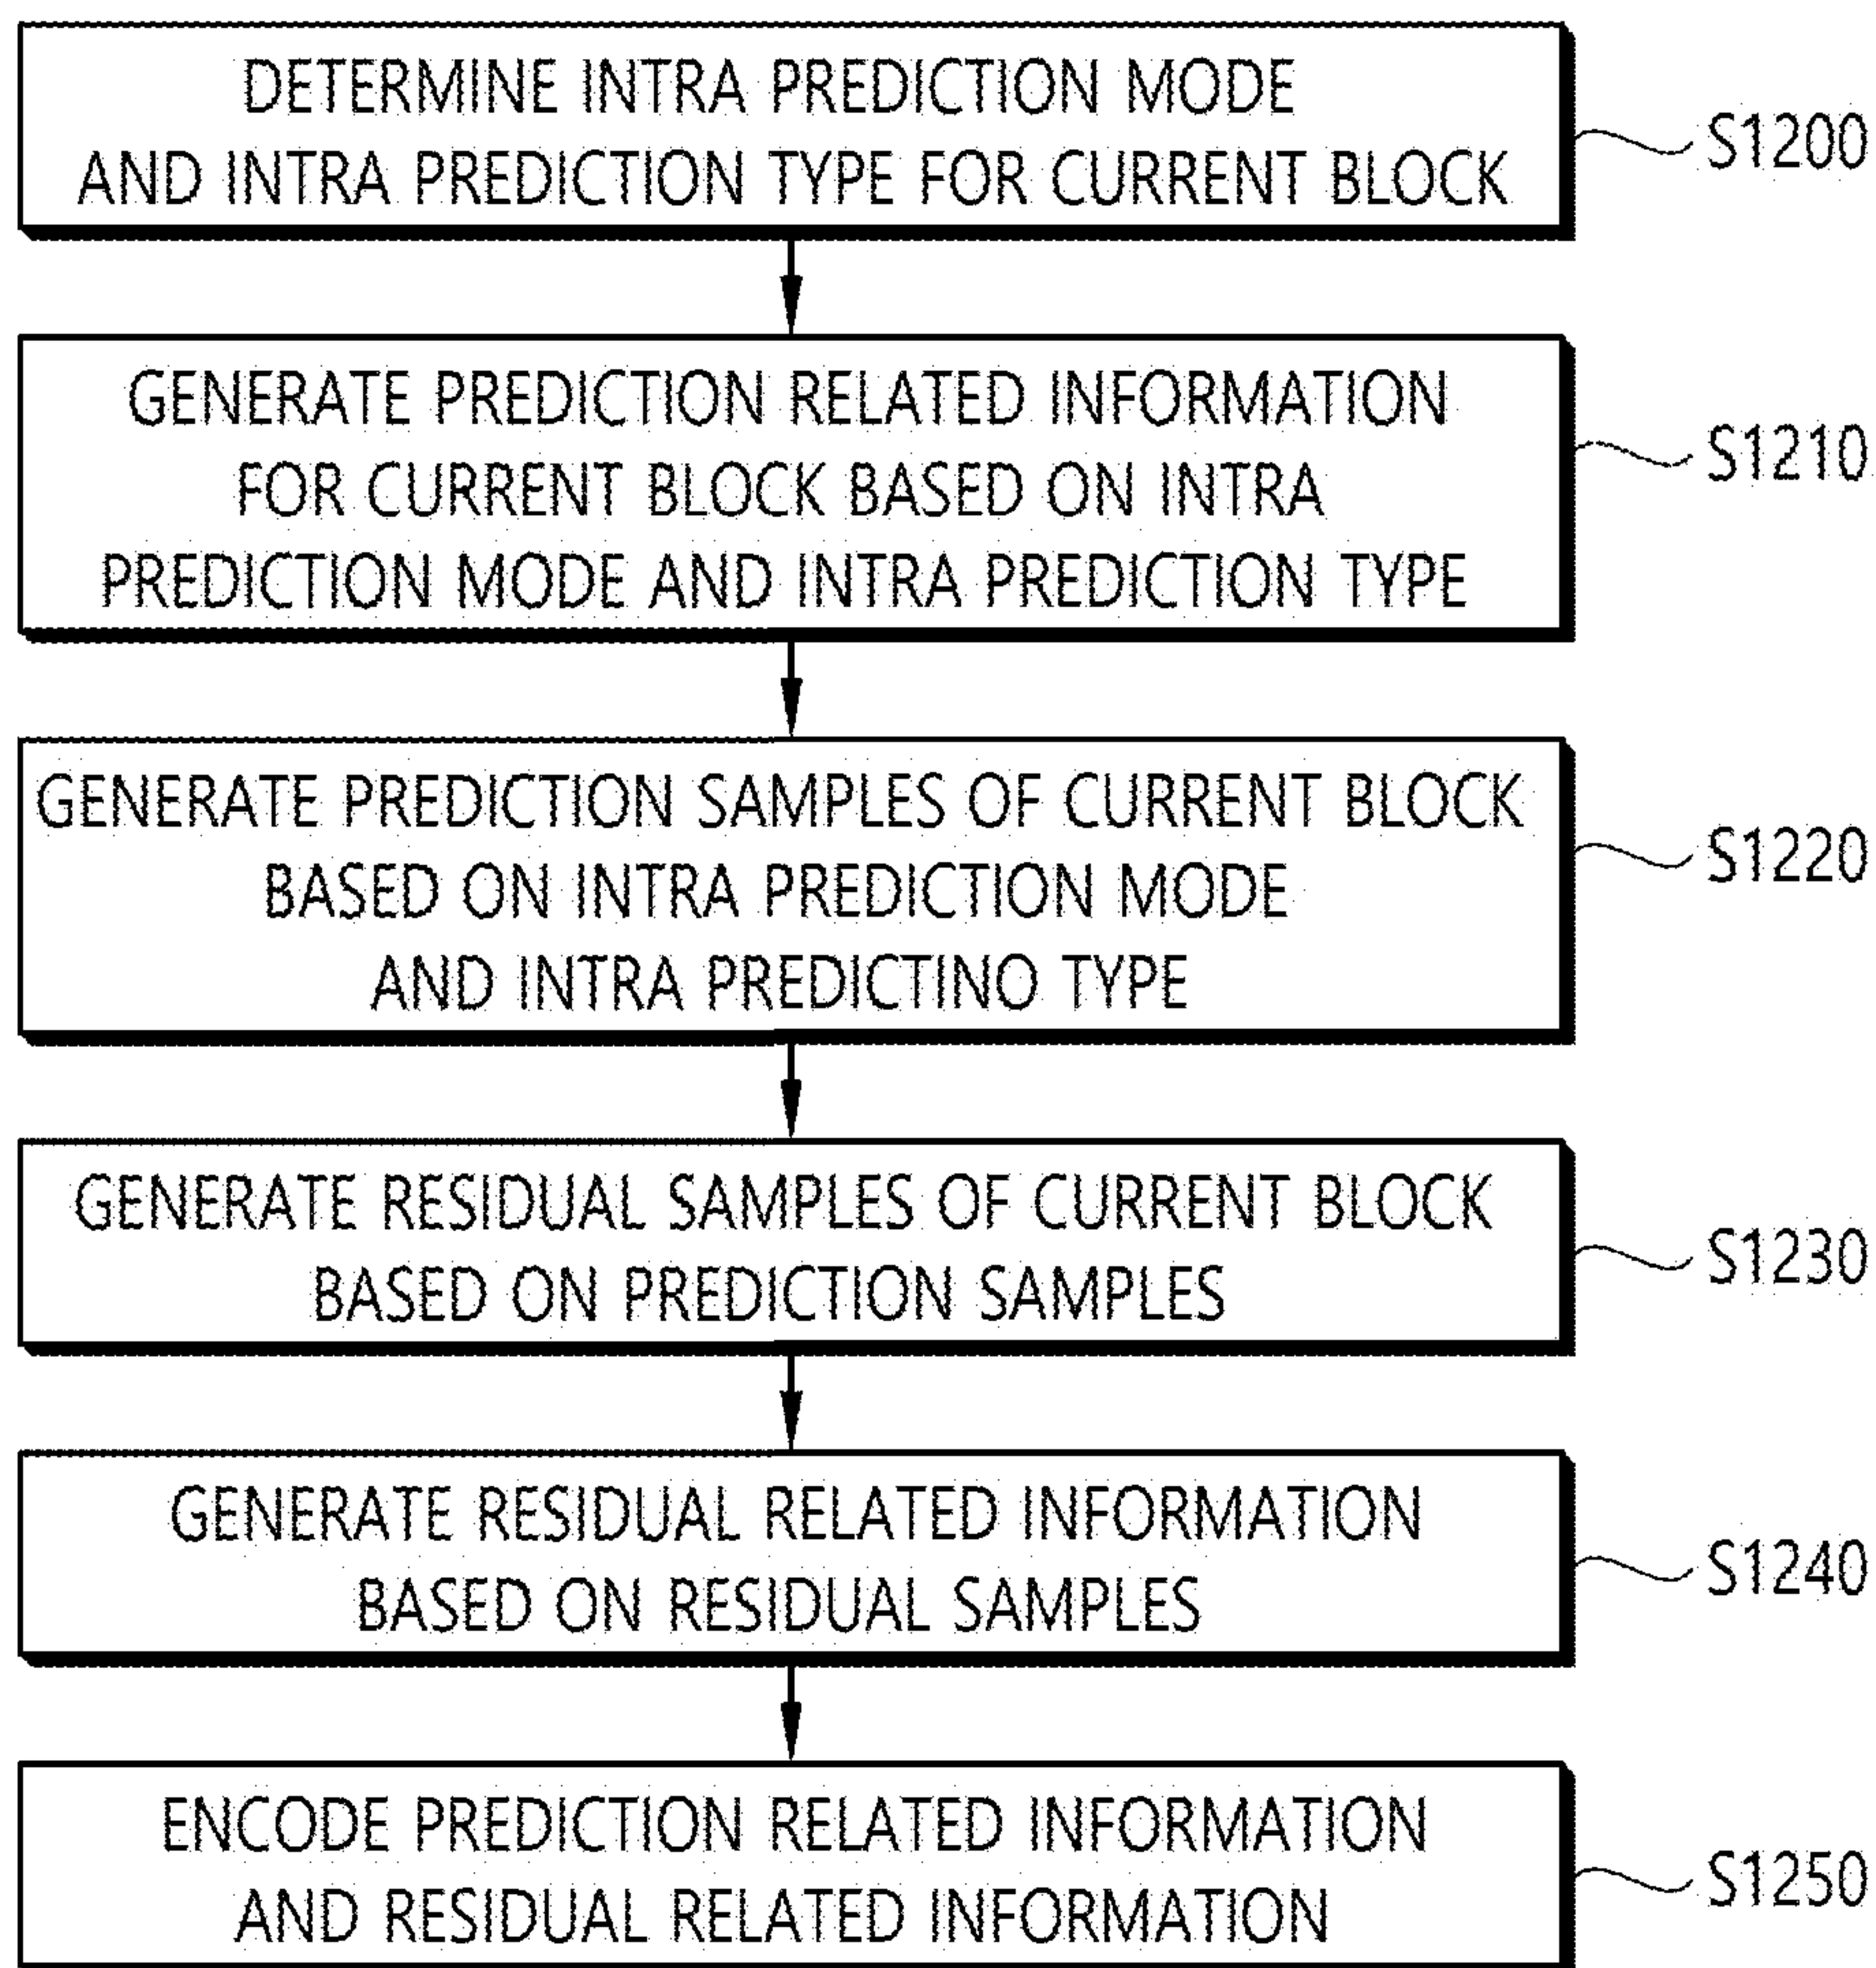 DETERMINE INTRA PREDICTION MODE
AND INTRA PREDICTION TYPE FOR CURRENT BLOCK
S1200
GENERATE PREDICTION RELATED INFORMATION
FOR CURRENT BLOCK BASED ON INTRA
PREDICTION MODE AND INTRA PREDICTION TYPE
S1210
GENERATE PREDICTION SAMPLES OF CURRENT BLOCK
BASED ON INTRA PREDICTION MODE
AND INTRA PREDICTINO TYPE
S1220
GENERATE RESIDUAL SAMPLES OF CURRENT BLOCK
BASED ON PREDICTION SAMPLES
S1230
GENERATE RESIDUAL RELATED INFORMATION
BASED ON RESIDUAL SAMPLES
S1240
ENCODE PREDICTION RELATED INFORMATION
AND RESIDUAL RELATED INFORMATION
S1250